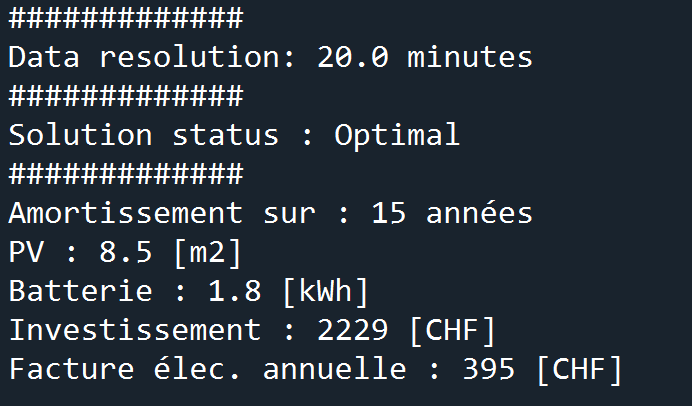 #############
Data resolution: 20.0 minutes
#############
Solution status : Optimal
#############
Amortissement sur : 15 années
PV : 8.5 [m2]
Batterie : 1.8 [kWh]
Investissement : 2229 [CHF]
Facture élec. annuelle : 395 [CHF]